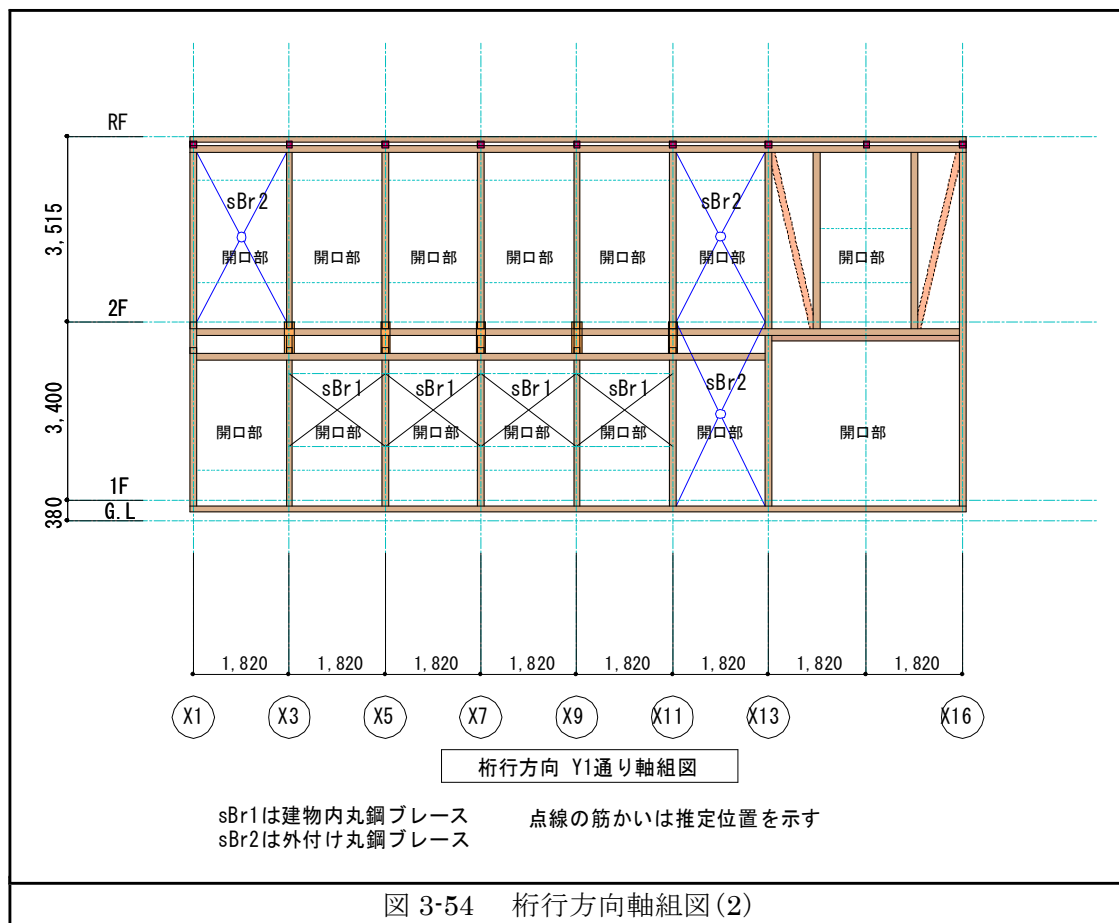 RF
3,515
sBr2
sBr2
開口部
開口部
開口部
開口部
開口部
開口部
開口部
2F
3,400
sBr1
sBr1
sBr1
sBr1
sBr2
開口部
開口部
開口部
開口部
開口部
開口部
開口部
1F
380
G.L
1,820
1,820
1,820
1,820
1,820
1,820
1,820
1,820
X1
X3
X5
X7
X9
X11
X13
X16
桁行方向 Y1通り軸組図
sBr1は建物内丸鋼ブレース
点線の筋かいは推定位置を示す
sBr2は外付け丸鋼ブレース
図 3-54 桁行方向軸組図(2)